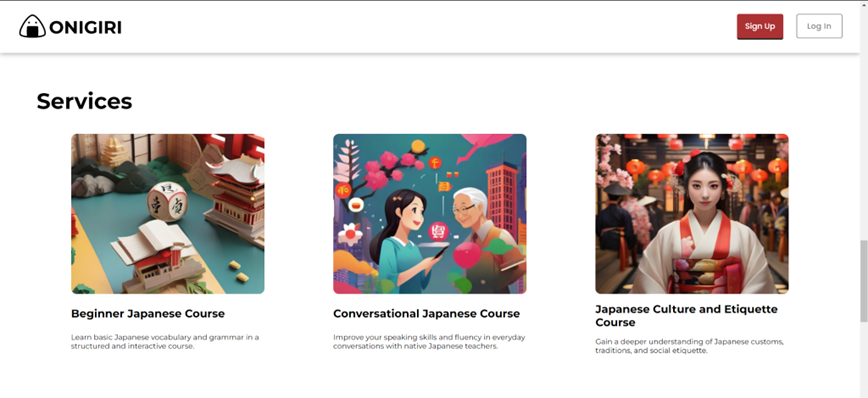 ONIGIRI
Sign Up
Log In
Services
Beginner Japanese Course
Learn basic Japanese vocabulary and grammar in a
structured and interactive course.
Conversational Japanese Course
Improve your speaking skills and fluency in everyday
conversations with native Japanese teachers.
Japanese Culture and Etiquette
Course
Gain a deeper understanding of Japanese customs,
traditions, and social etiquette.